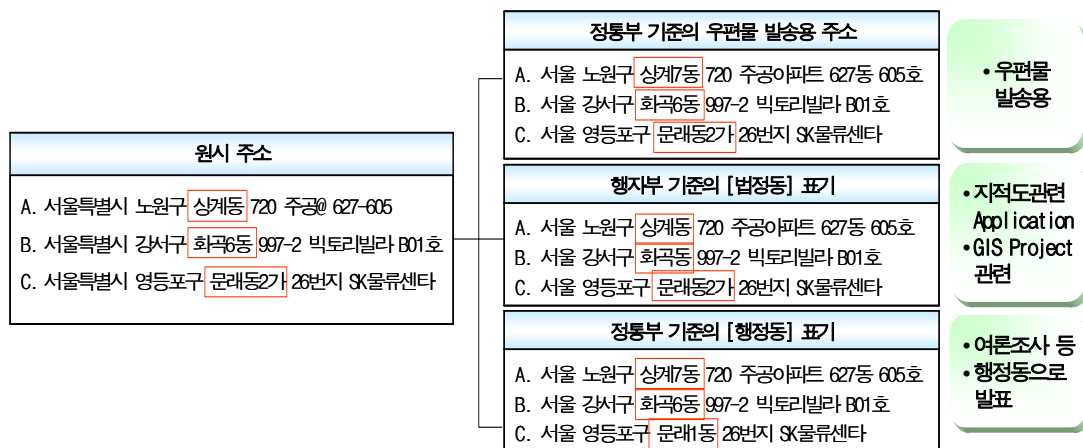 원시 주소
A. 서울특별시 노원구 상계동 720 주공@ 627-605
B. 서울특별시 강서구 화곡6동 997-2 빅토리빌라 B01호
C. 서울특별시 영등포구 문래동2가 26번지 SK물류센타
정통부 기준의 우편물 발송용 주소
A. 서울 노원구 상계7동 720 주공아파트 627동 605호
B. 서울 강서구 화곡6동 997-2 빅토리빌라 B01호
C. 서울 영등포구 문래동2가 26번지 SK물류센타
• 우편물
발송용
행자부 기준의 [법정동] 표기
A. 서울 노원구 상계동 720 주공아파트 627동 605호
B. 서울 강서구 화곡동 997-2 빅토리빌라 B01호
C. 서울 영등포구 문래동2가 26번지 SK물류센타
• 지적도관련
Application
• GIS Project
관련
정통부 기준의 [행정동] 표기
A. 서울 노원구 상계7동 720 주공아파트 627동 605호
B. 서울 강서구 화곡6동 997-2 빅토리빌라 B01호
C. 서울 영등포구 문래1동 26번지 SK물류센타
• 여론조사 등
• 행정동으로
발표